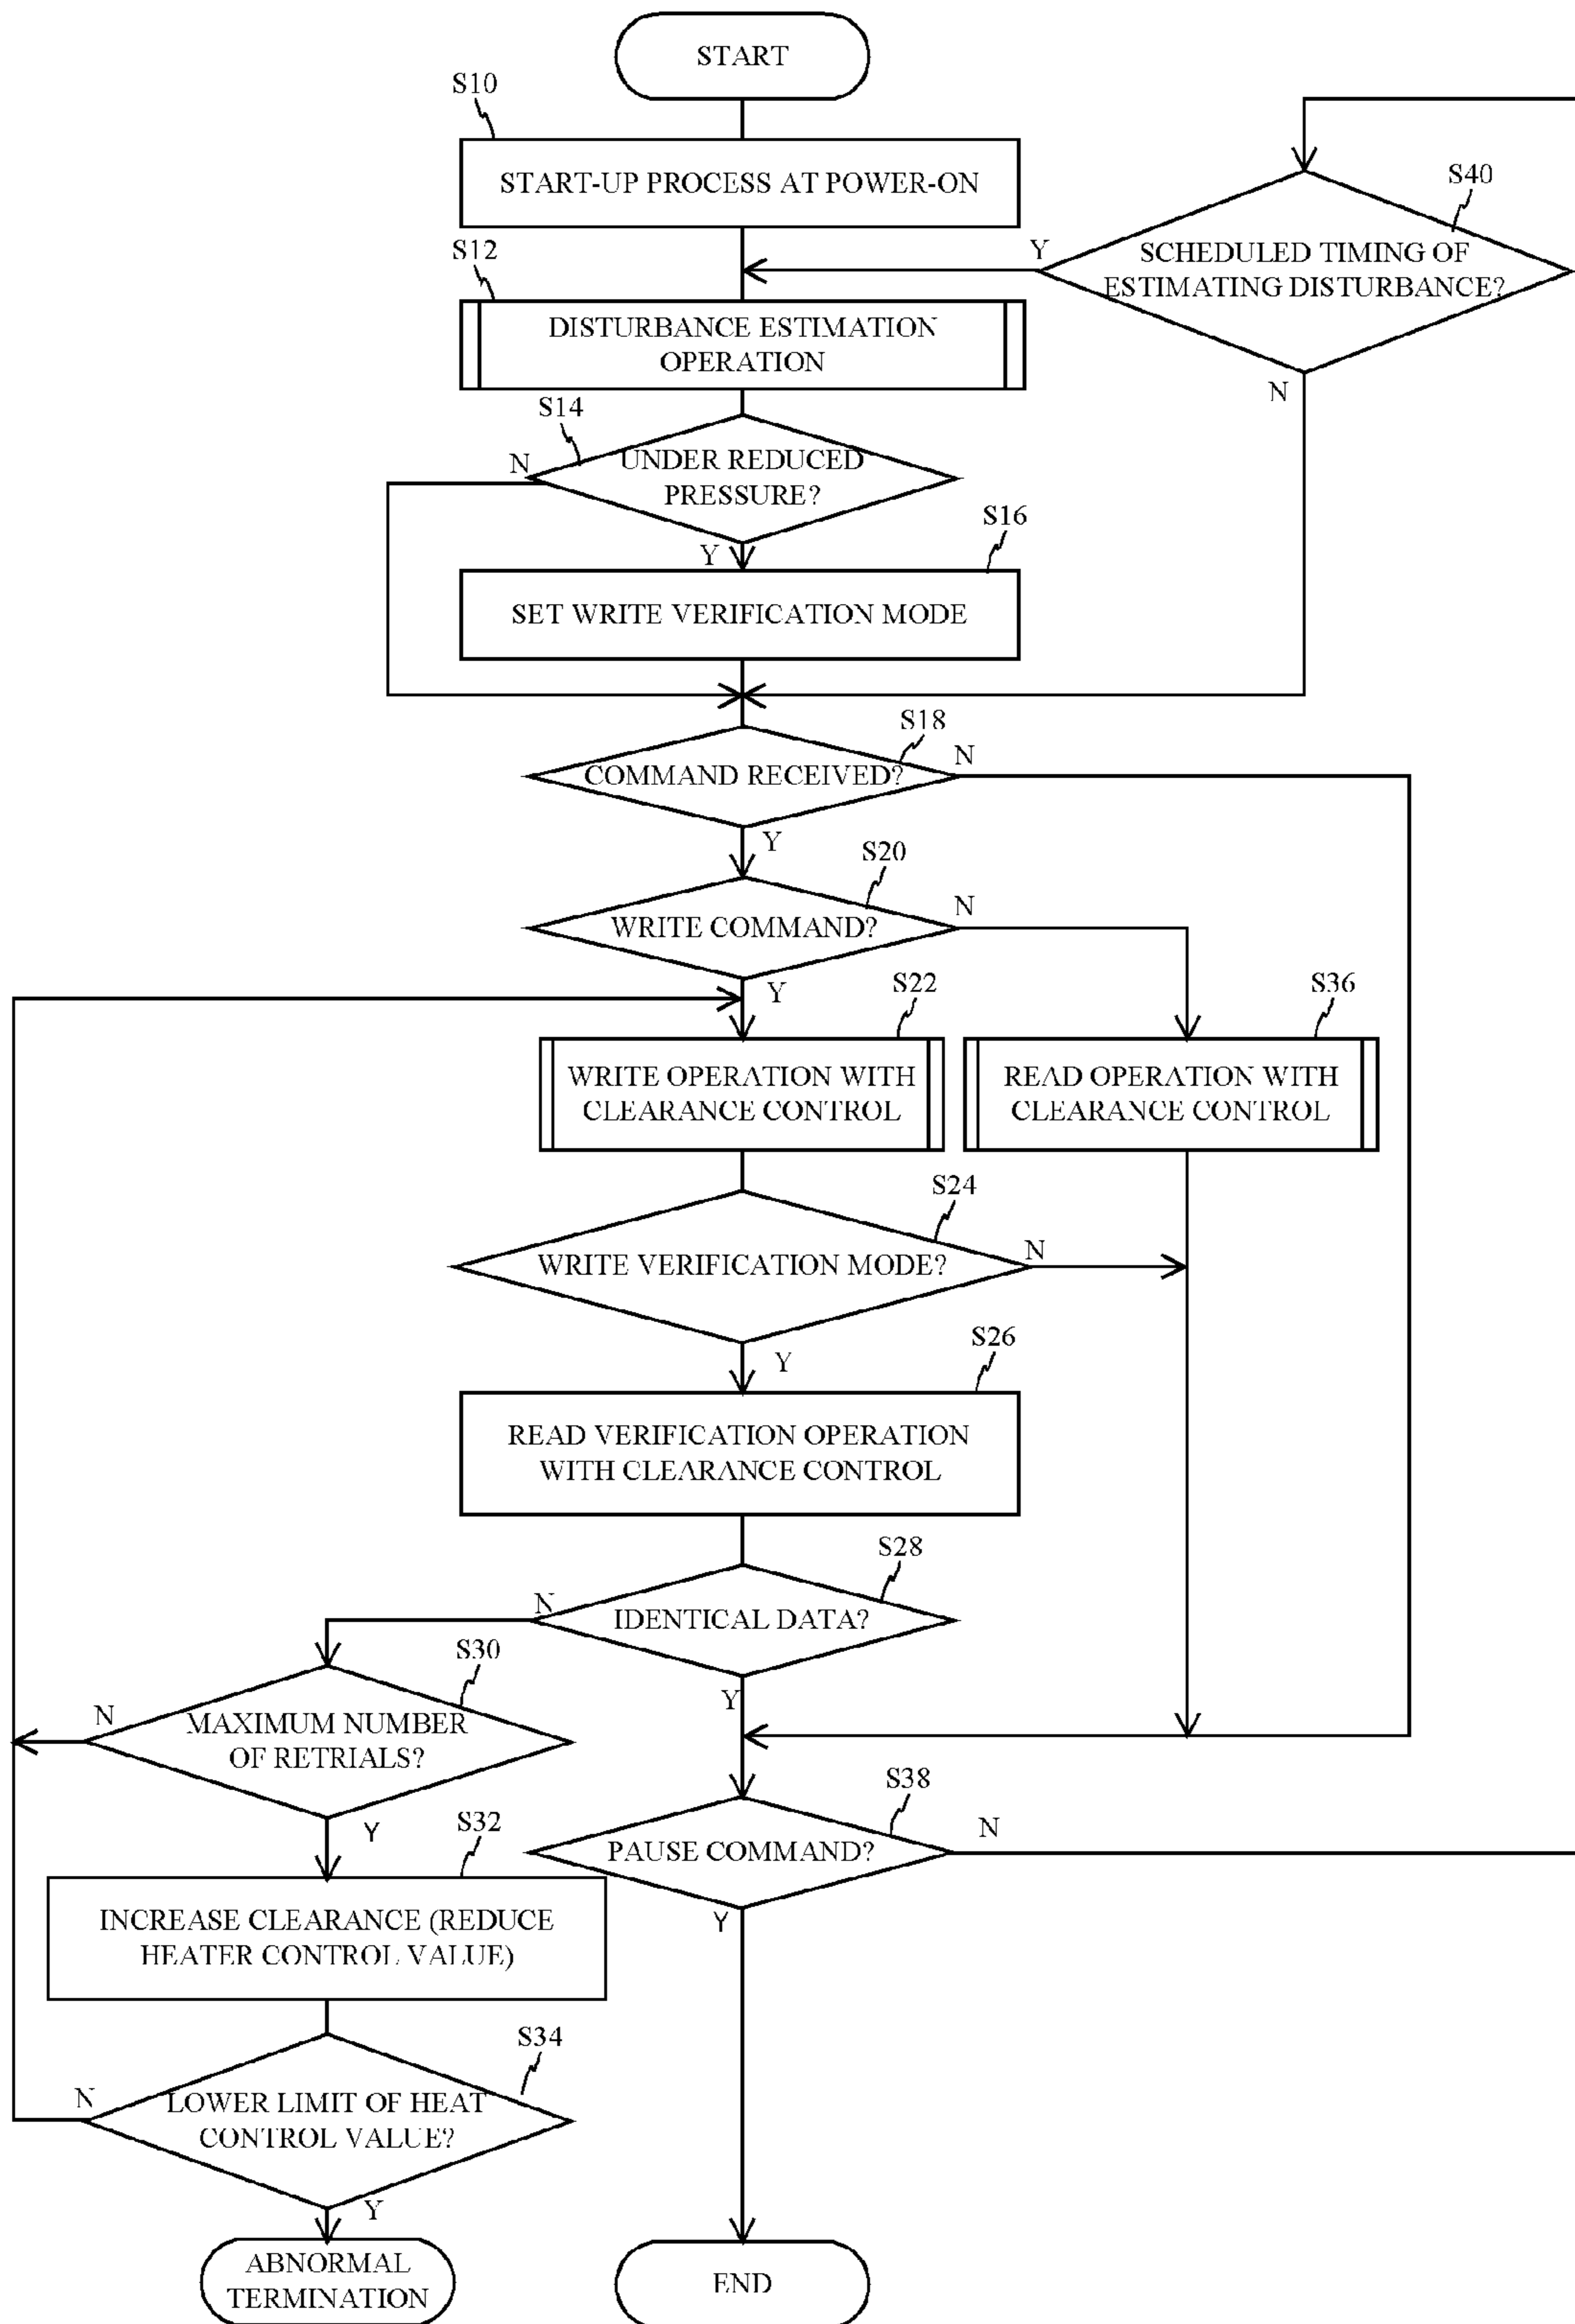 START
S10
START-UP PROCESS AT POWER-ON
S40
SCHEDULED TIMING OF
ESTIMATING DISTURBANCE?
Y
N
S12
DISTURBANCE ESTIMATION
OPERATION
S14
N
UNDER REDUCED
PRESSURE?
Y
S16
SET WRITE VERIFICATION MODE
S18
N
COMMAND RECEIVED?
Y
S20
N
WRITE COMMAND?
Y
S22
WRITE OPERATION WITH
CLEARANCE CONTROL
S36
READ OPERATION WITH
CLEARANCE CONTROL
S24
N
WRITE VERIFICATION MODE?
Y
S26
READ VERIFICATION OPERATION
WITH CLEARANCE CONTROL
S28
N
IDENTICAL DATA?
Y
S30
N
MAXIMUM NUMBER
OF RETRIALS?
Y
S38
N
PAUSE COMMAND?
Y
S32
INCREASE CLEARANCE (REDUCE
HEATER CONTROL VALUE)
S34
N
LOWER LIMIT OF HEAT
CONTROL VALUE?
Y
ABNORMAL
TERMINATION
END